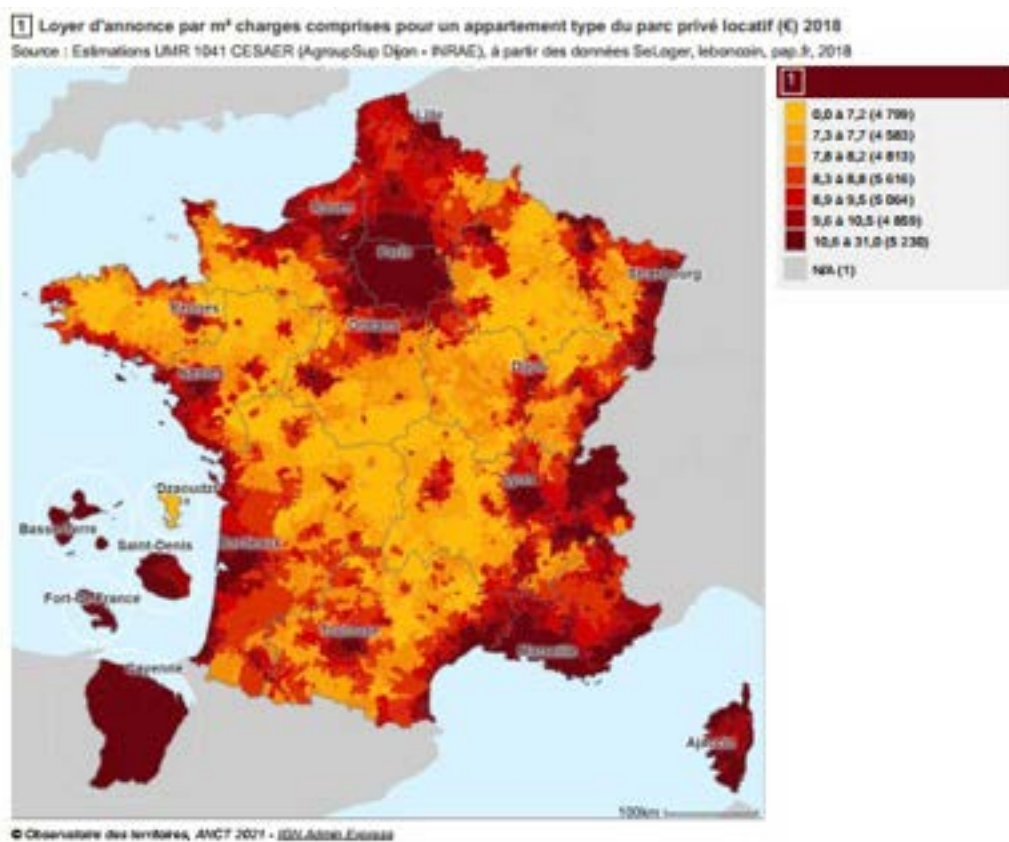 1 Loyer d'annonce par m² charges comprises pour un appartement type du parc privé locatif (€) 2018
Source : Estimations UMR 1041 CESAER (AgroupSup Dijon - INRAE), à partir des données SeLoger, leboncoin, pap.fr, 2018
1
0,0 à 7,2 (4 799)
7,3 à 7,7 (4 583)
7,8 à 8,2 (4 813)
8,3 à 8,8 (5 616)
8,9 à 9,5 (5 064)
9,6 à 10,5 (4 859)
10,6 à 31,0 (5 230)
N/A (1)
Lille
Rouen
Paris
Strasbourg
Rennes
Orléans
Nantes
Dijon
Lyon
Dzaoudzi
Basse-Terre
Saint-Denis
Bordeaux
Fort-de-France
Toulouse
Marseille
Cayenne
Ajaccio
100km
© Observatoire des territoires, ANCT 2021 - IGN Admin Express